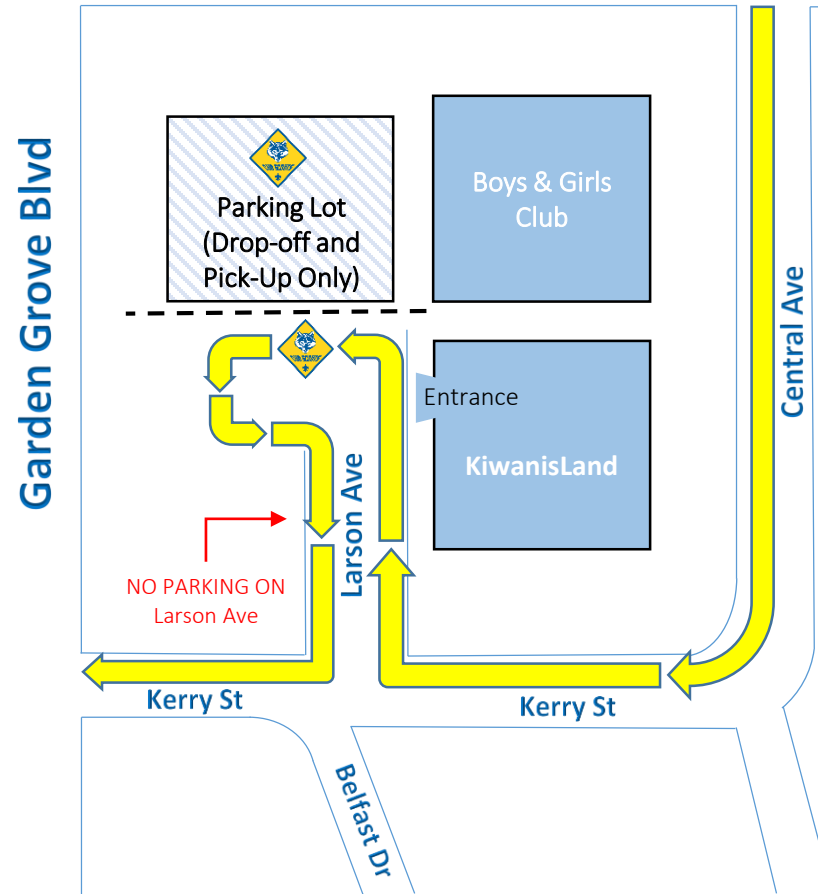 Garden Grove Blvd
Parking Lot
(Drop-off and
Pick-Up Only)
Boys & Girls
Club
Central Ave
Entrance
KiwanisLand
Larson Ave
NO PARKING ON
Larson Ave
Kerry St
Kerry St
Belfast Dr